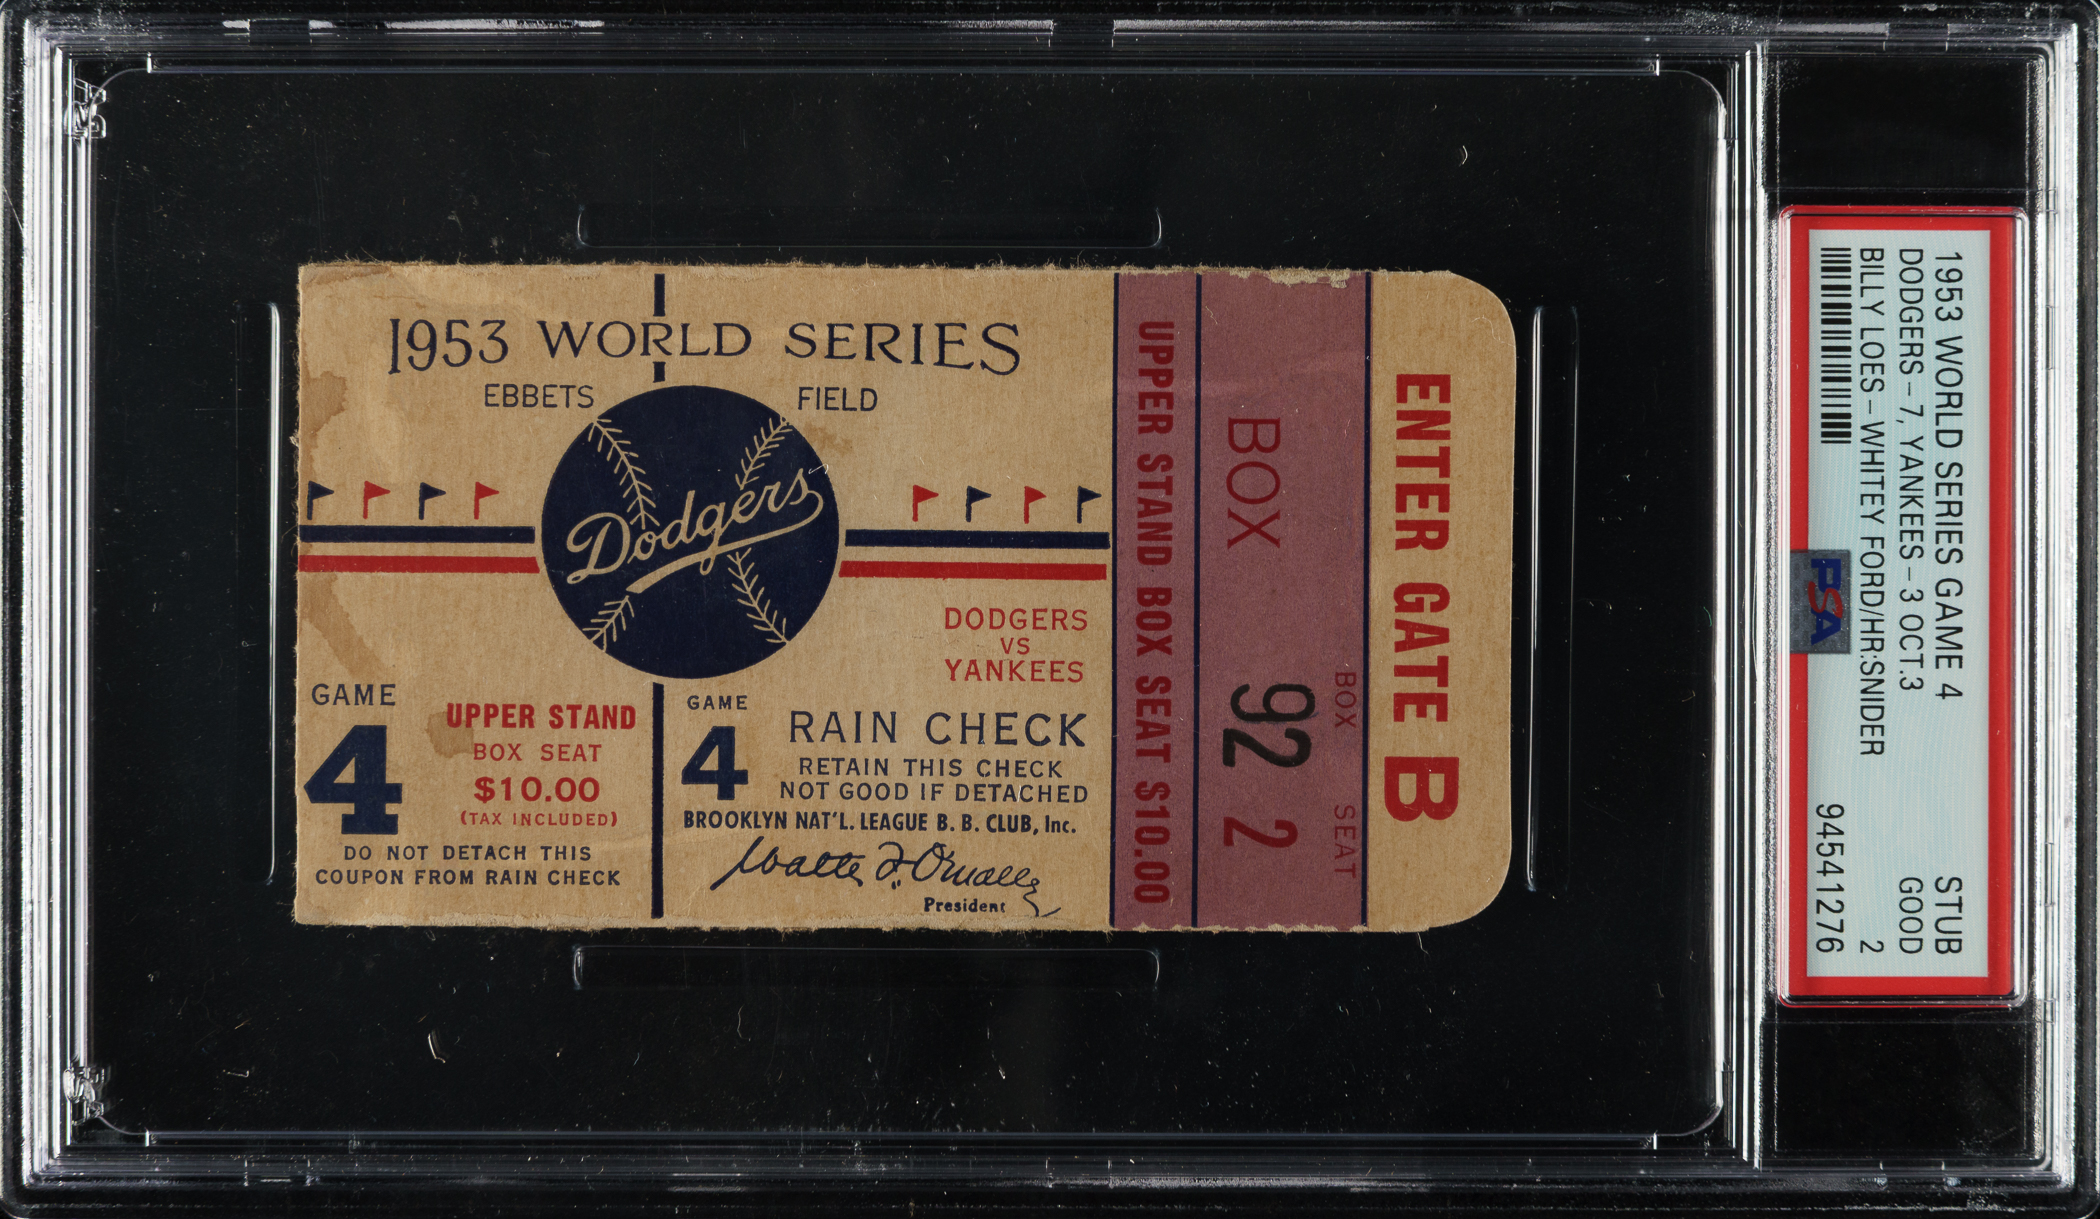 1953 WORLD SERIES
EBBETS FIELD
Dodgers
DODGERS
VS
YANKEES
GAME
4
UPPER STAND
BOX SEAT
$10.00
(TAX INCLUDED)
DO NOT DETACH THIS
COUPON FROM RAIN CHECK
GAME
4
RAIN CHECK
RETAIN THIS CHECK
NOT GOOD IF DETACHED
BROOKLYN NAT'L. LEAGUE B. B. CLUB, Inc.
Walter F. O'Malley
President
UPPER STAND BOX SEAT $10.00
BOX 92 2
BOX SEAT
ENTER GATE B
1953 WORLD SERIES GAME 4 STUB
DODGERS-7, YANKEES-3 OCT.3 GOOD
BILLY LOES-WHITEY FORD/HR:SNIDER 2
94541276
PSA